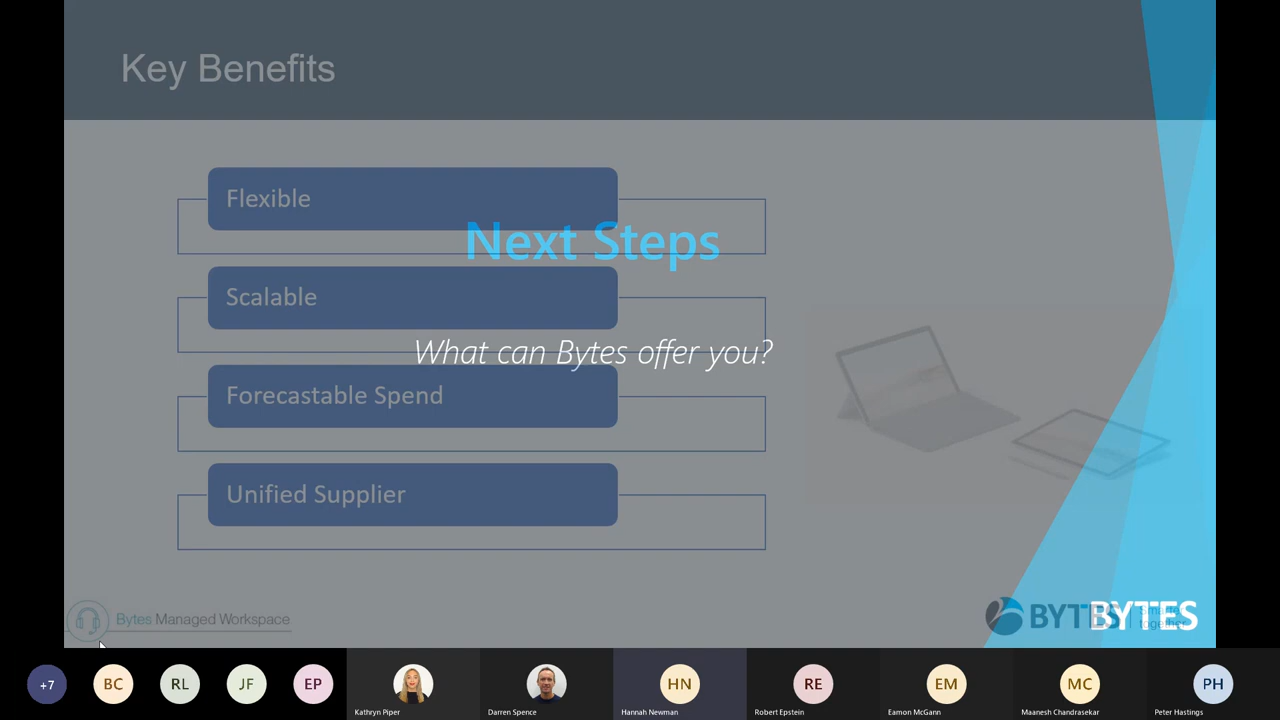 Key Benefits
Flexible
Next Steps
Scalable
What can Bytes offer you?
Forecastable Spend
Unified Supplier
Bytes Managed Workspace
BYTES
BYTES
+7
BC
RL
JF
EP
HN
RE
EM
MC
PH
Kathryn Piper
Darren Spence
Hannah Newman
Robert Epstein
Eamon McGann
Maanesh Chandrasekar
Peter Hastings